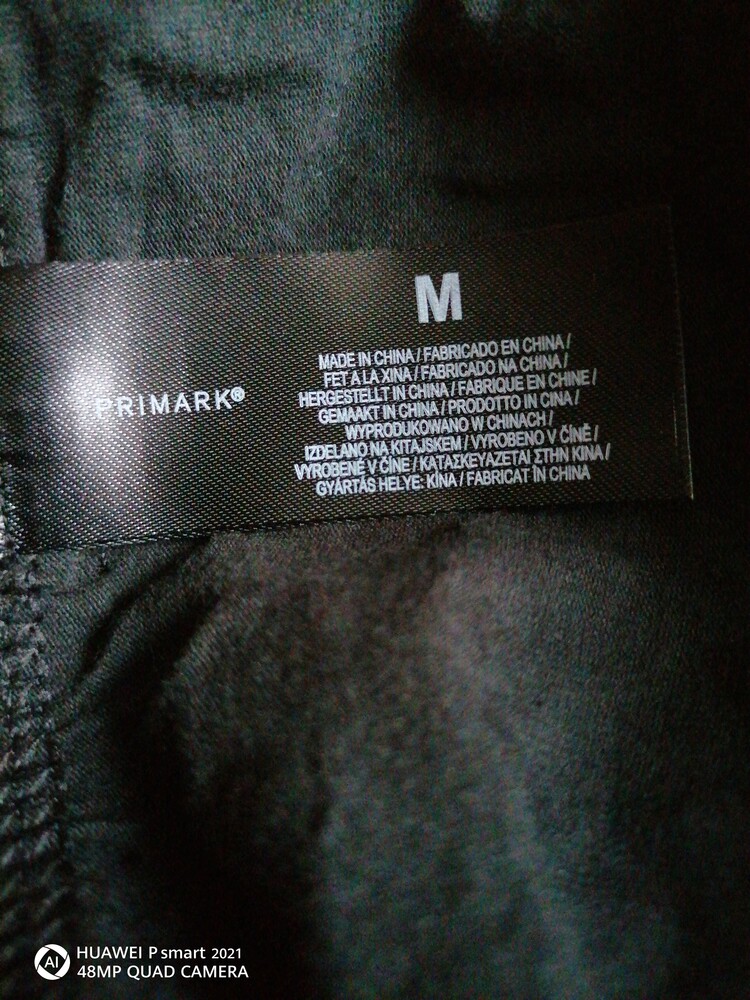 M
PRIMARK®
MADE IN CHINA / FABRICADO EN CHINA /
FET A LA XINA / FABRICADO NA CHINA /
HERGESTELLT IN CHINA / FABRIQUE EN CHINE /
GEMAAKT IN CHINA / PRODOTTO IN CINA /
WYPRODUKOWANO W CHINACH /
IZDELANO NA KITAJSKEM / VYROBENO V ČÍNĚ /
VYROBENÉ V ČÍNE / ΚΑΤΑΣΚΕΥΑΖΕΤΑΙ ΣΤΗΝ ΚΙΝΑ /
GYÁRTÁS HELYE: KÍNA / FABRICAT ÎN CHINA
AI
HUAWEI P smart 2021
48MP QUAD CAMERA